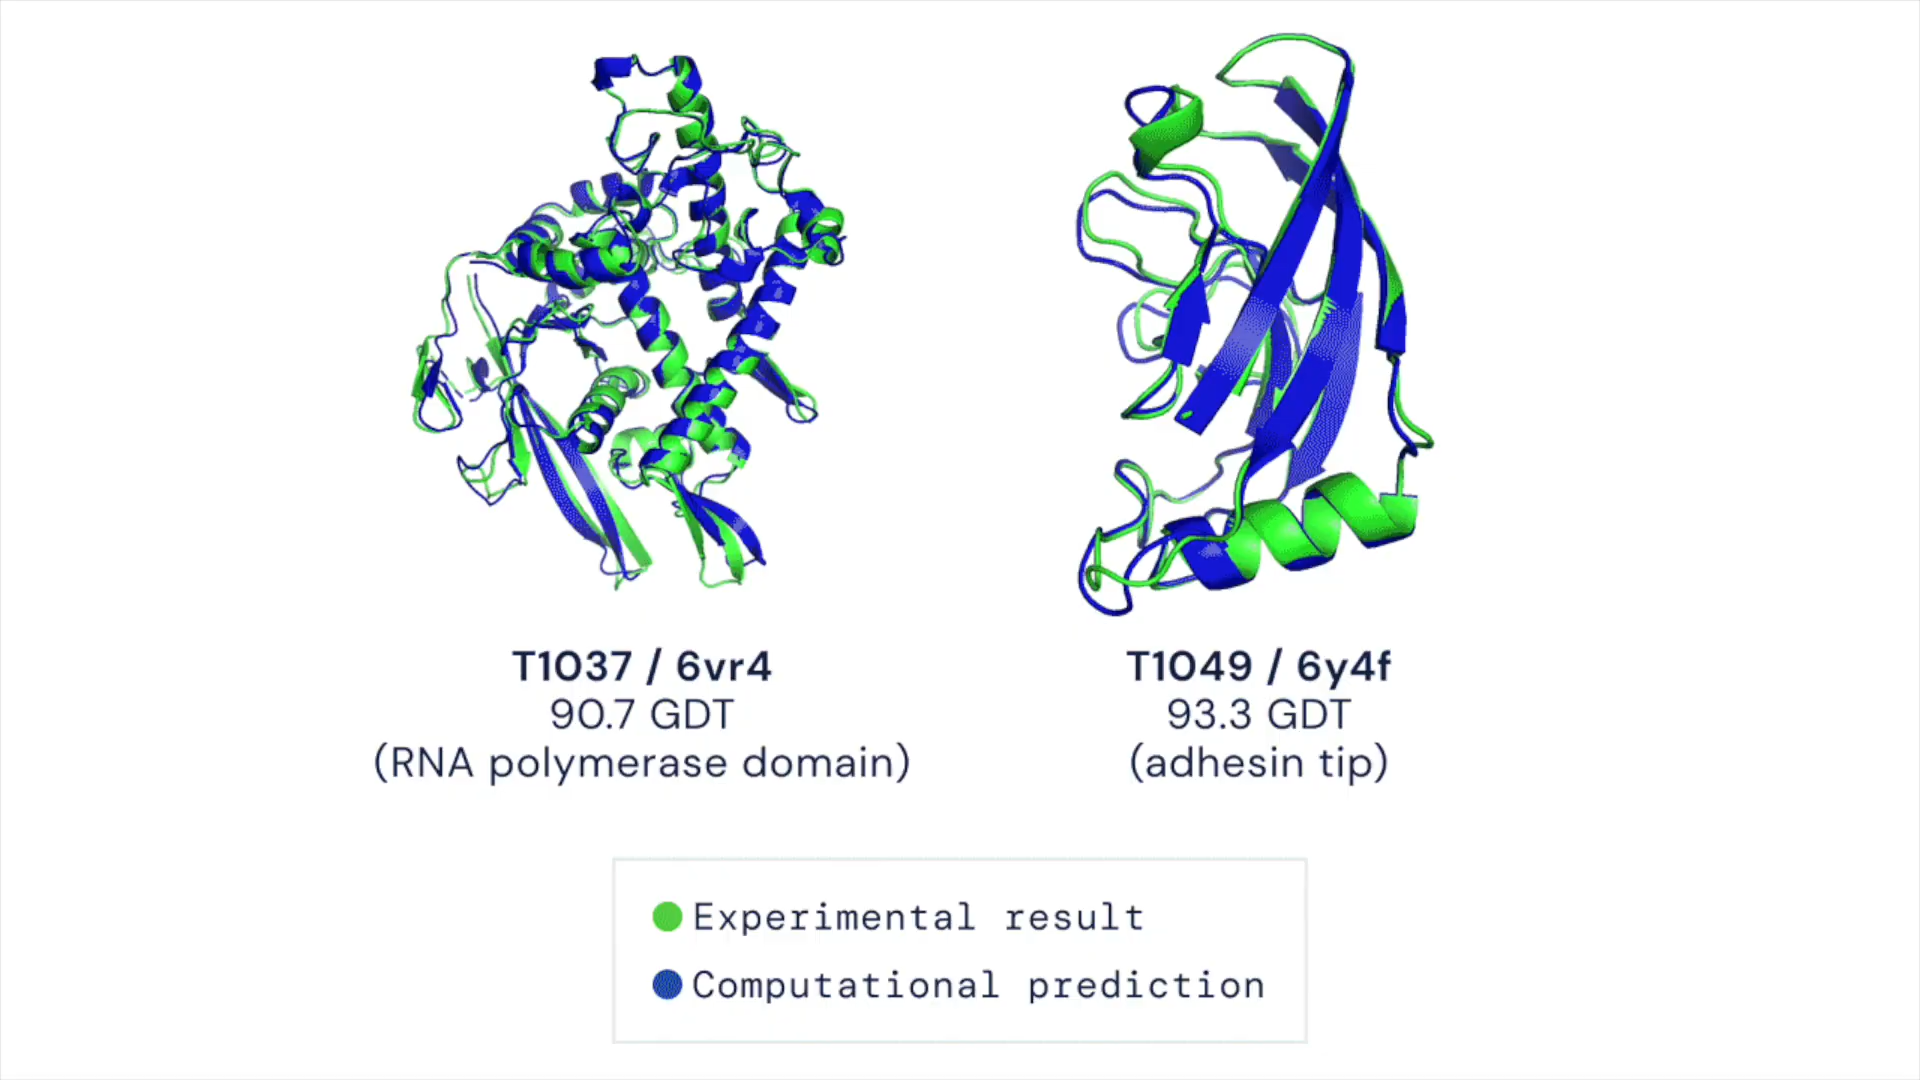 T1037 / 6vr4
90.7 GDT
(RNA polymerase domain)
T1049 / 6y4f
93.3 GDT
(adhesin tip)
Experimental result
Computational prediction